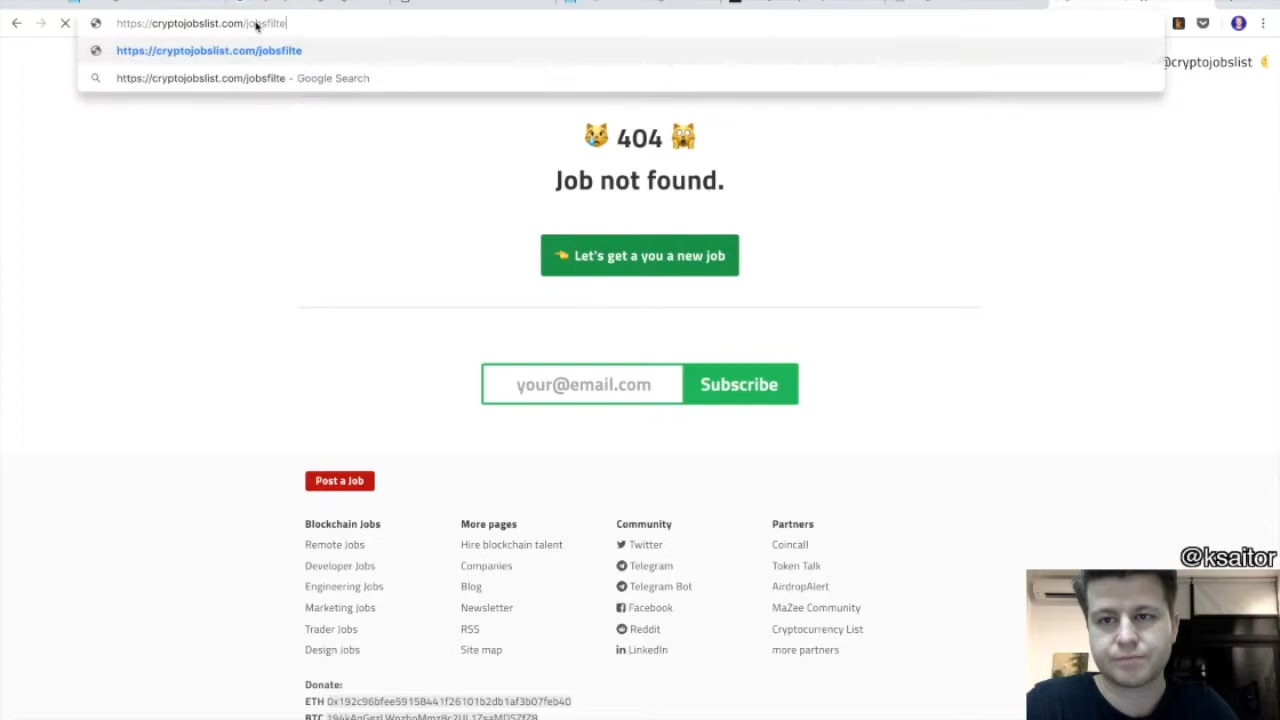 https://cryptojobslist.com/jobsfilte
https://cryptojobslist.com/jobsfilte
https://cryptojobslist.com/jobsfilte - Google Search
@cryptojobslist
404
Job not found.
Let's get a you a new job
your@email.com
Subscribe
Post a Job
Blockchain Jobs
Remote Jobs
Developer Jobs
Engineering Jobs
Marketing Jobs
Trader Jobs
Design Jobs
More pages
Hire blockchain talent
Companies
Blog
Newsletter
RSS
Site map
Community
Twitter
Telegram
Telegram Bot
Facebook
Reddit
LinkedIn
Partners
Coincall
Token Talk
AirdropAlert
MaZee Community
Cryptocurrency List
more partners
Donate:
ETH 0x192c96bfee59158441f26101b2db1af3b07feb40
BTC
@ksaitor